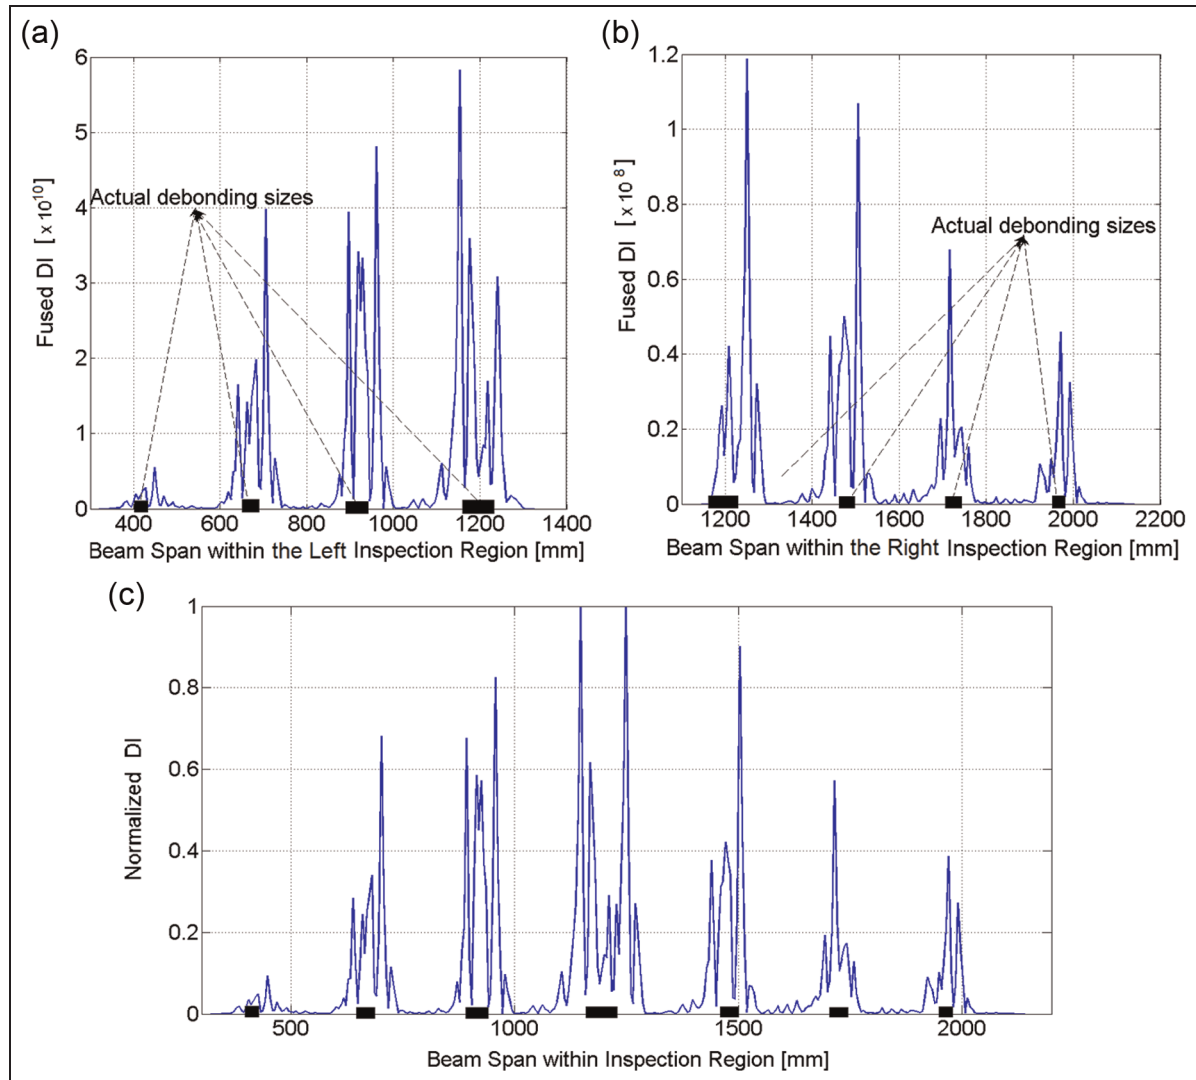 (a)
6
5
4
3
2
1
0
Fused DI [ x 10^10]
Actual debonding sizes
400 600 800 1000 1200 1400
Beam Span within the Left Inspection Region [mm]
(b)
1.2
1
0.8
0.6
0.4
0.2
0
Fused DI [ x 10^8]
Actual debonding sizes
1200 1400 1600 1800 2000 2200
Beam Span within the Right Inspection Region [mm]
(c)
1
0.8
0.6
0.4
0.2
0
Normalized DI
500 1000 1500 2000
Beam Span within Inspection Region [mm]